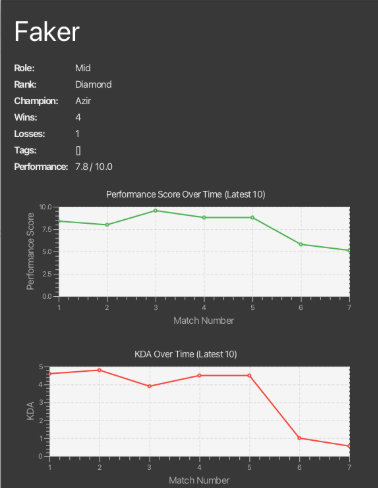 Faker
Role: Mid
Rank: Diamond
Champion: Azir
Wins: 4
Losses: 1
Tags: []
Performance: 7.8 / 10.0
Performance Score Over Time (Latest 10)
Performance Score
10.0
7.5
5.0
2.5
0.0
1 2 3 4 5 6 7
Match Number
KDA Over Time (Latest 10)
KDA
5
4
3
2
1
0
1 2 3 4 5 6 7
Match Number